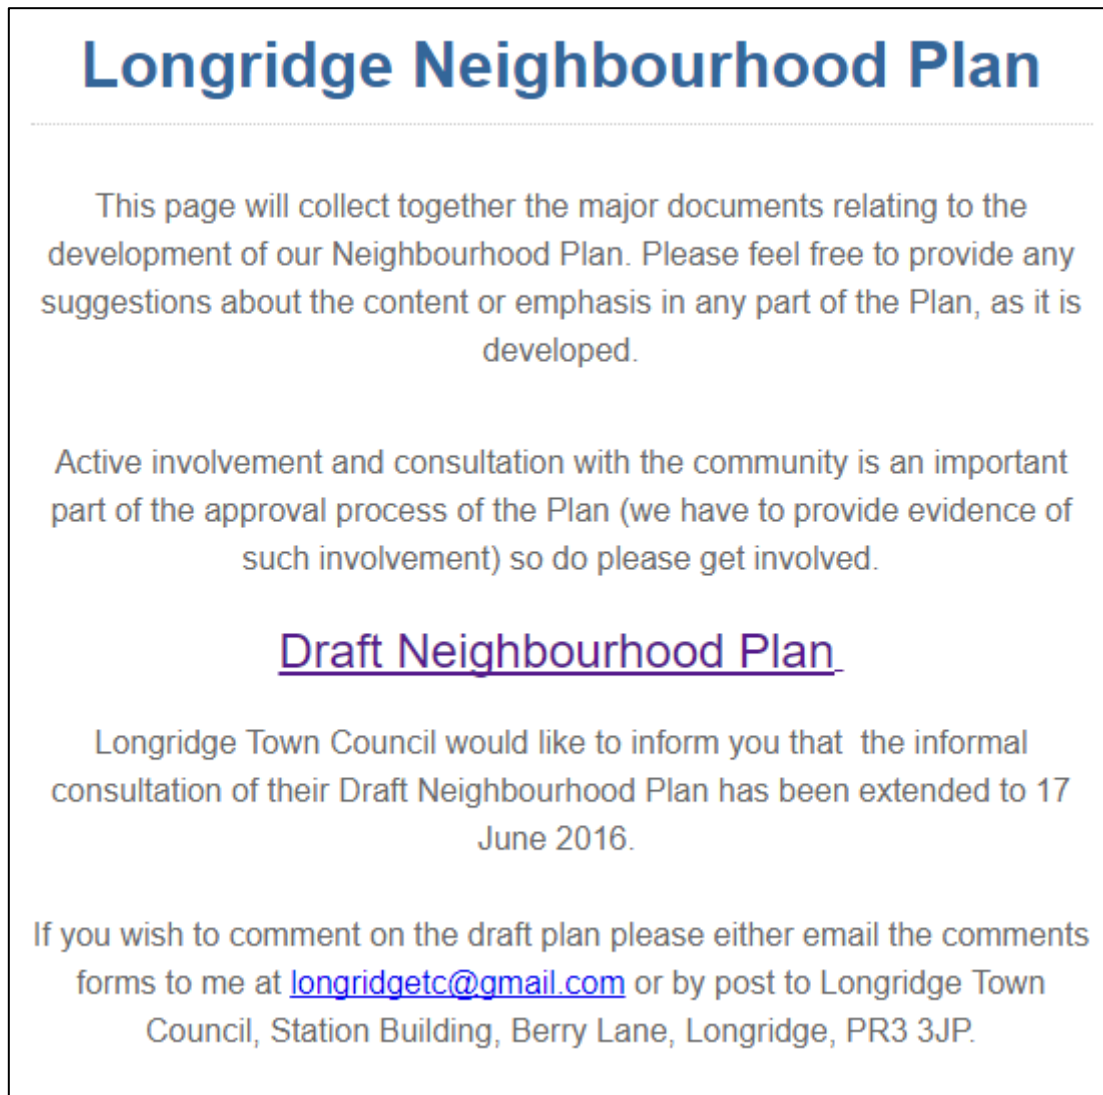 Longridge Neighbourhood Plan
This page will collect together the major documents relating to the
development of our Neighbourhood Plan. Please feel free to provide any
suggestions about the content or emphasis in any part of the Plan, as it is
developed.
Active involvement and consultation with the community is an important
part of the approval process of the Plan (we have to provide evidence of
such involvement) so do please get involved.
Draft Neighbourhood Plan
Longridge Town Council would like to inform you that  the informal
consultation of their Draft Neighbourhood Plan has been extended to 17
June 2016.
If you wish to comment on the draft plan please either email the comments
forms to me at longridgetc@gmail.com or by post to Longridge Town
Council, Station Building, Berry Lane, Longridge, PR3 3JP.